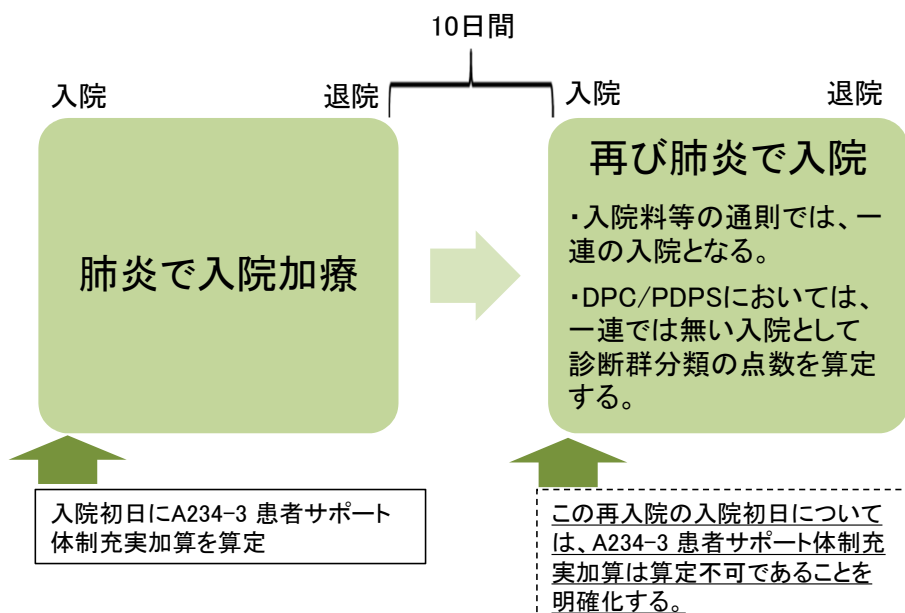 10日間
入院
退院
入院
退院
肺炎で入院加療
再び肺炎で入院
・入院料等の通則では、一
連の入院となる。
・DPC/PDPSにおいては、
一連では無い入院として
診断群分類の点数を算定
する。
入院初日にA234-3 患者サポート
体制充実加算を算定
この再入院の入院初日について
は、A234-3 患者サポート体制充
実加算は算定不可であることを
明確化する。